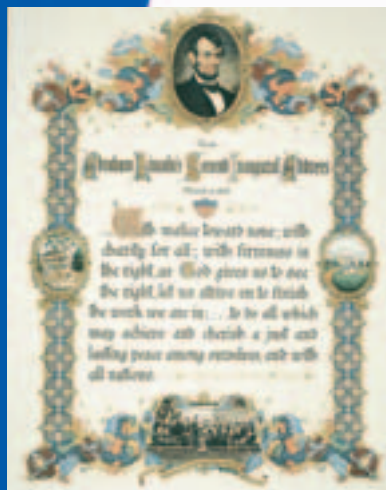 From
Abraham Lincoln's Second Inaugural Address
With malice toward none; with
charity for all; with firmness in
the right, as God gives us to see
the right, let us strive on to finish
the work we are in; ... to do all which
may achieve and cherish a just and
lasting peace among ourselves, and with
all nations.